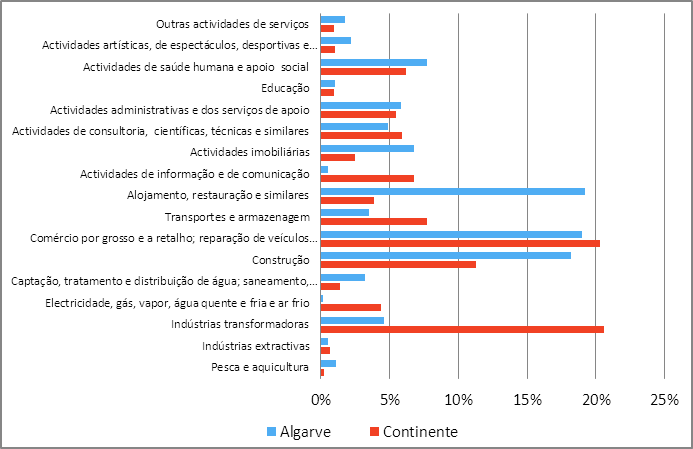 Outras actividades de serviços
Actividades artísticas, de espectáculos, desportivas e...
Actividades de saúde humana e apoio social
Educação
Actividades administrativas e dos serviços de apoio
Actividades de consultoria, científicas, técnicas e similares
Actividades imobiliárias
Actividades de informação e de comunicação
Alojamento, restauração e similares
Transportes e armazenagem
Comércio por grosso e a retalho; reparação de veículos...
Construção
Captação, tratamento e distribuição de água; saneamento,...
Electricidade, gás, vapor, água quente e fria e ar frio
Indústrias transformadoras
Indústrias extractivas
Pesca e aquicultura
0% 5% 10% 15% 20% 25%
Algarve Continente